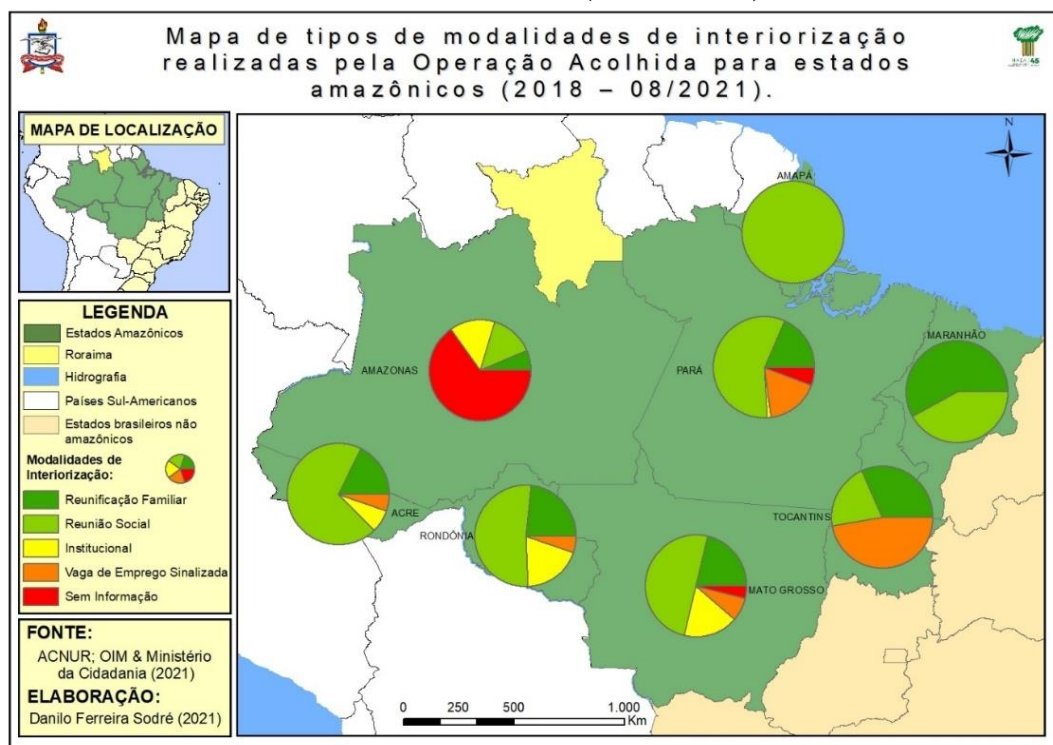 Mapa de tipos de modalidades de interiorização
realizadas pela Operação Acolhida para estados
amazônicos (2018 – 08/2021).
MAPA DE LOCALIZAÇÃO
LEGENDA
Estados Amazônicos
Roraima
Hidrografia
Países Sul-Americanos
Estados brasileiros não
amazônicos
Modalidades de
Interiorização:
Reunificação Familiar
Reunião Social
Institucional
Vaga de Emprego Sinalizada
Sem Informação
FONTE:
ACNUR; OIM & Ministério
da Cidadania (2021)
ELABORAÇÃO:
Danilo Ferreira Sodré (2021)
N
AMAPÁ
MARANHÃO
AMAZONAS
PARÁ
ACRE
RONDÔNIA
TOCANTINS
MATO GROSSO
0 250 500 1.000
Km